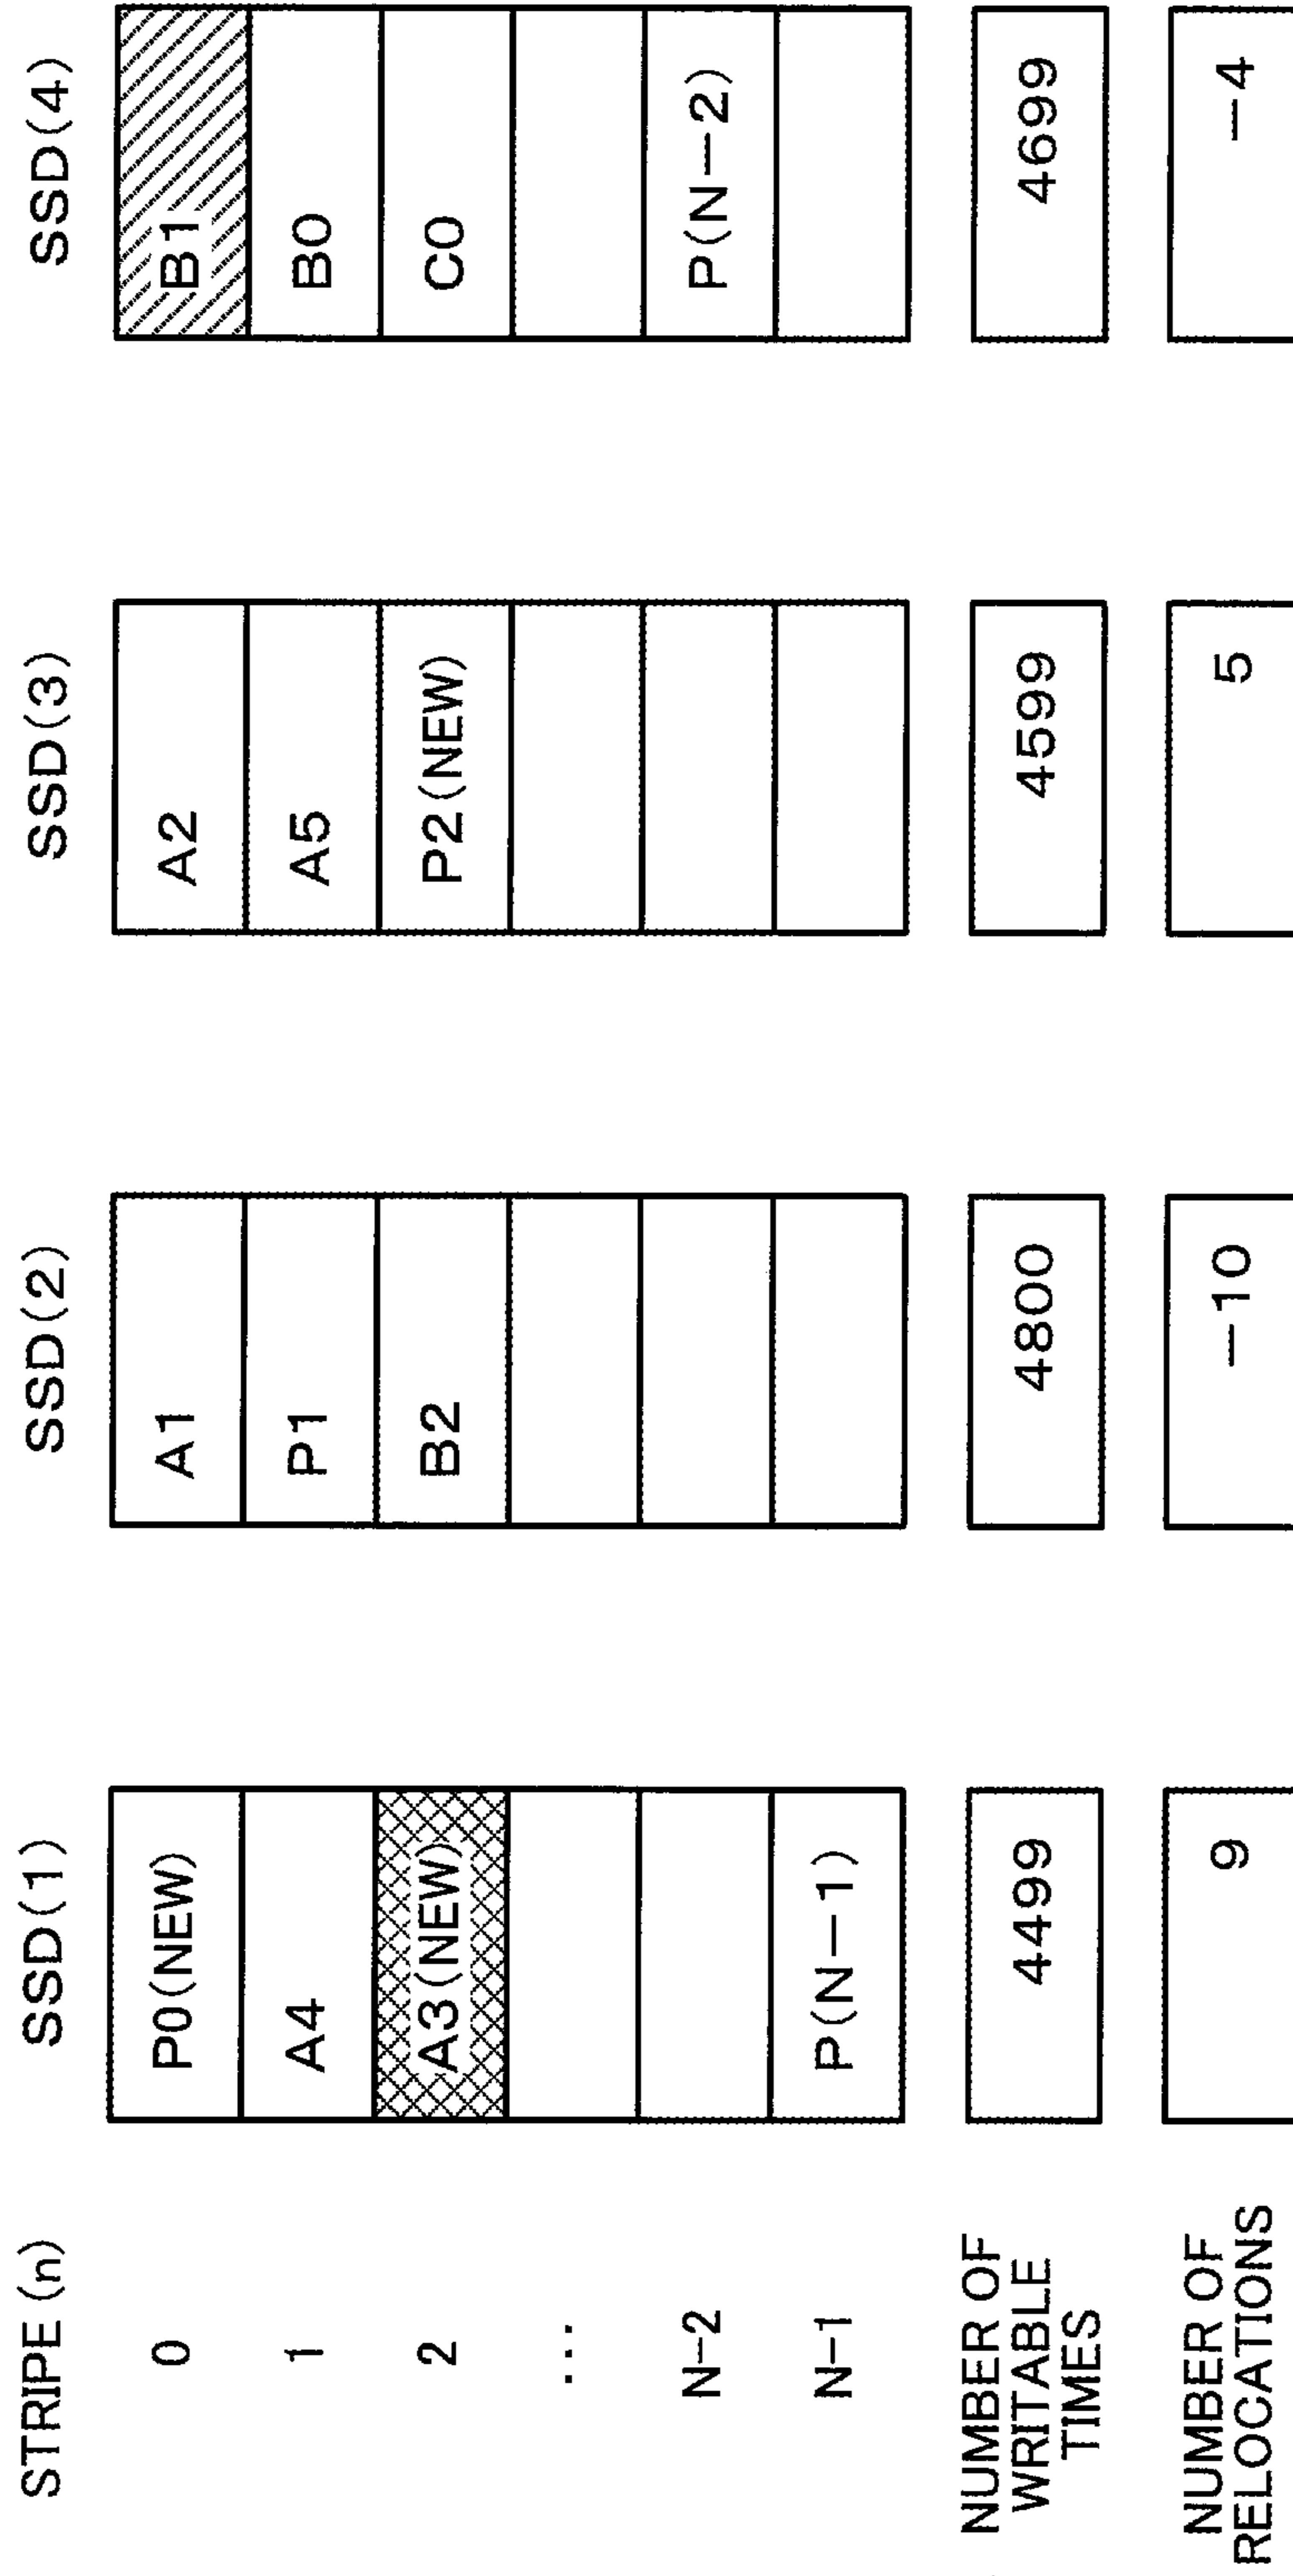 STRIPE (n) SSD(1) SSD(2) SSD(3) SSD(4)
0 P0(NEW) A1 A2 B1
1 A4 P1 A5 B0
2 A3(NEW) B2 P2(NEW) C0
...
N-2 P(N-2)
N-1 P(N-1)
NUMBER OF
WRITABLE
TIMES
4499 4800 4599 4699
NUMBER OF
RELOCATIONS
9 -10 5 -4